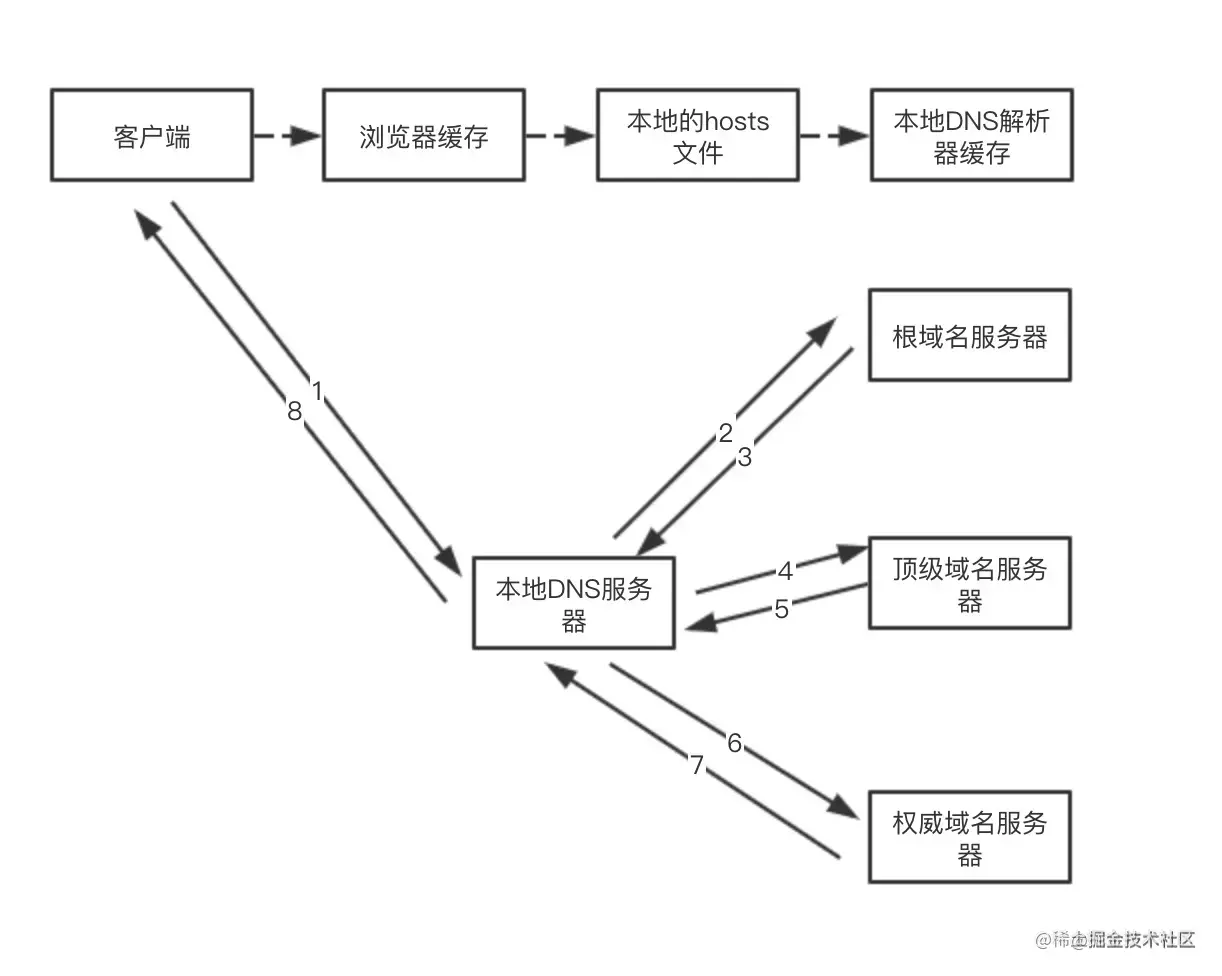 客户端
浏览器缓存
本地的hosts
文件
本地DNS解析
器缓存
根域名服务器
1
8
2
3
顶级域名服务
器
4
5
本地DNS服务
器
6
7
权威域名服务
器
@稀土掘金技术社区